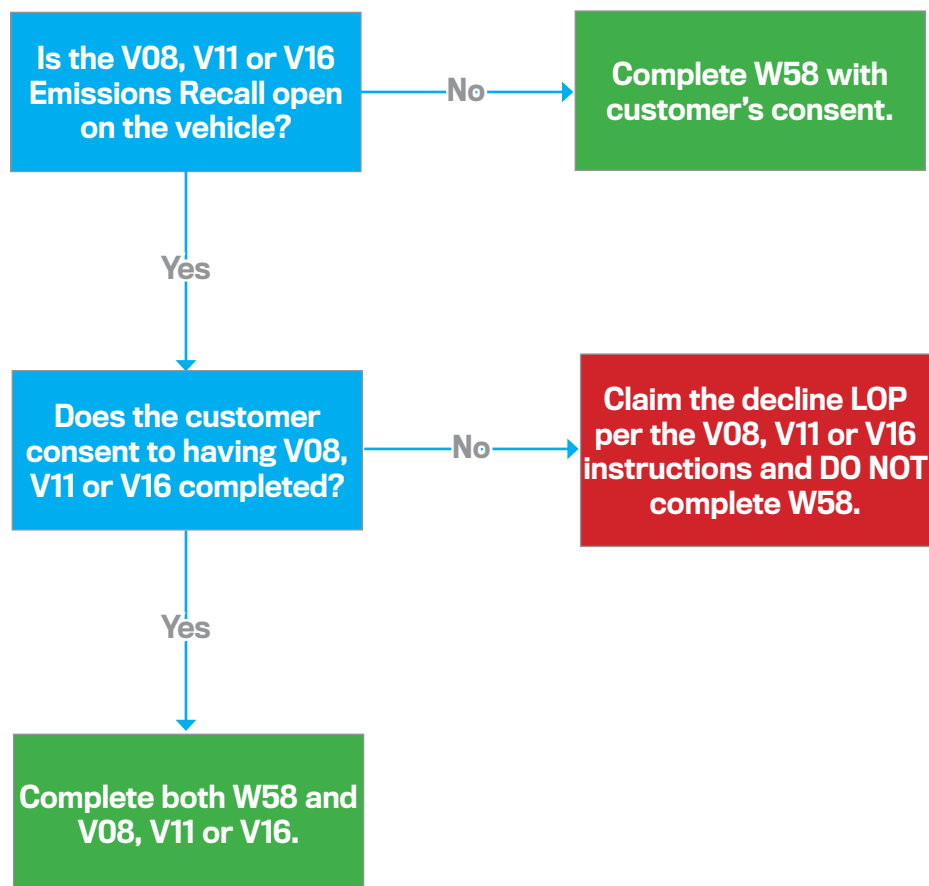 Is the V08, V11 or V16
Emissions Recall open
on the vehicle?
No
Complete W58 with
customer's consent.
Yes
Does the customer
consent to having V08,
V11 or V16 completed?
No
Claim the decline LOP
per the V08, V11 or V16
instructions and DO NOT
complete W58.
Yes
Complete both W58 and
V08, V11 or V16.